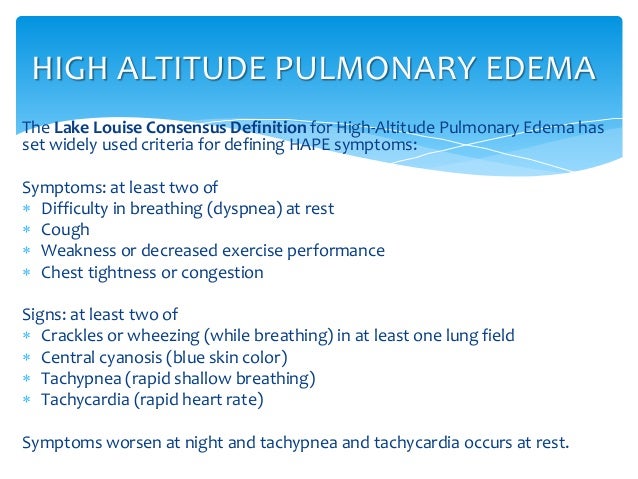 HIGH ALTITUDE PULMONARY EDEMA
The Lake Louise Consensus Definition for High-Altitude Pulmonary Edema has
set widely used criteria for defining HAPE symptoms:
Symptoms: at least two of
* Difficulty in breathing (dyspnea) at rest
* Cough
* Weakness or decreased exercise performance
* Chest tightness or congestion
Signs: at least two of
* Crackles or wheezing (while breathing) in at least one lung field
* Central cyanosis (blue skin color)
* Tachypnea (rapid shallow breathing)
* Tachycardia (rapid heart rate)
Symptoms worsen at night and tachypnea and tachycardia occurs at rest.